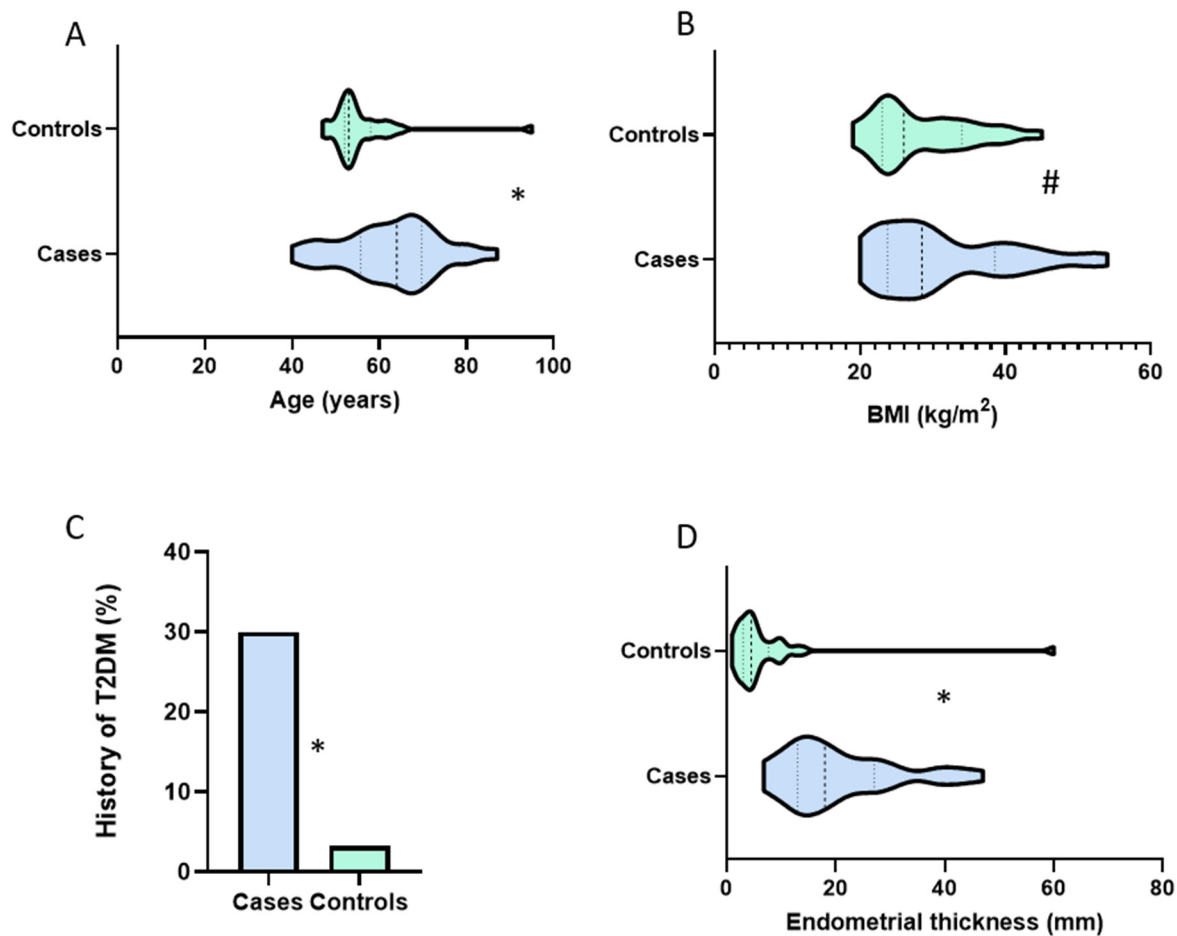 A
Controls
*
Cases
0 20 40 60 80 100
Age (years)
B
Controls
#
Cases
0 20 40 60
BMI (kg/m²)
C
History of T2DM (%)
40
30
20
10
0
*
Cases Controls
D
Controls
*
Cases
0 20 40 60 80
Endometrial thickness (mm)